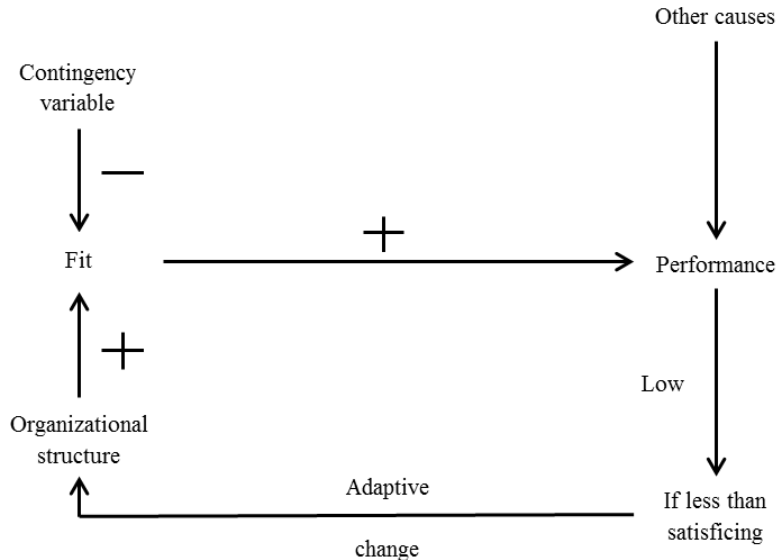 Other causes
Contingency
variable
—
+
Fit
Performance
+
Low
Organizational
structure
Adaptive
If less than
satisficing
change